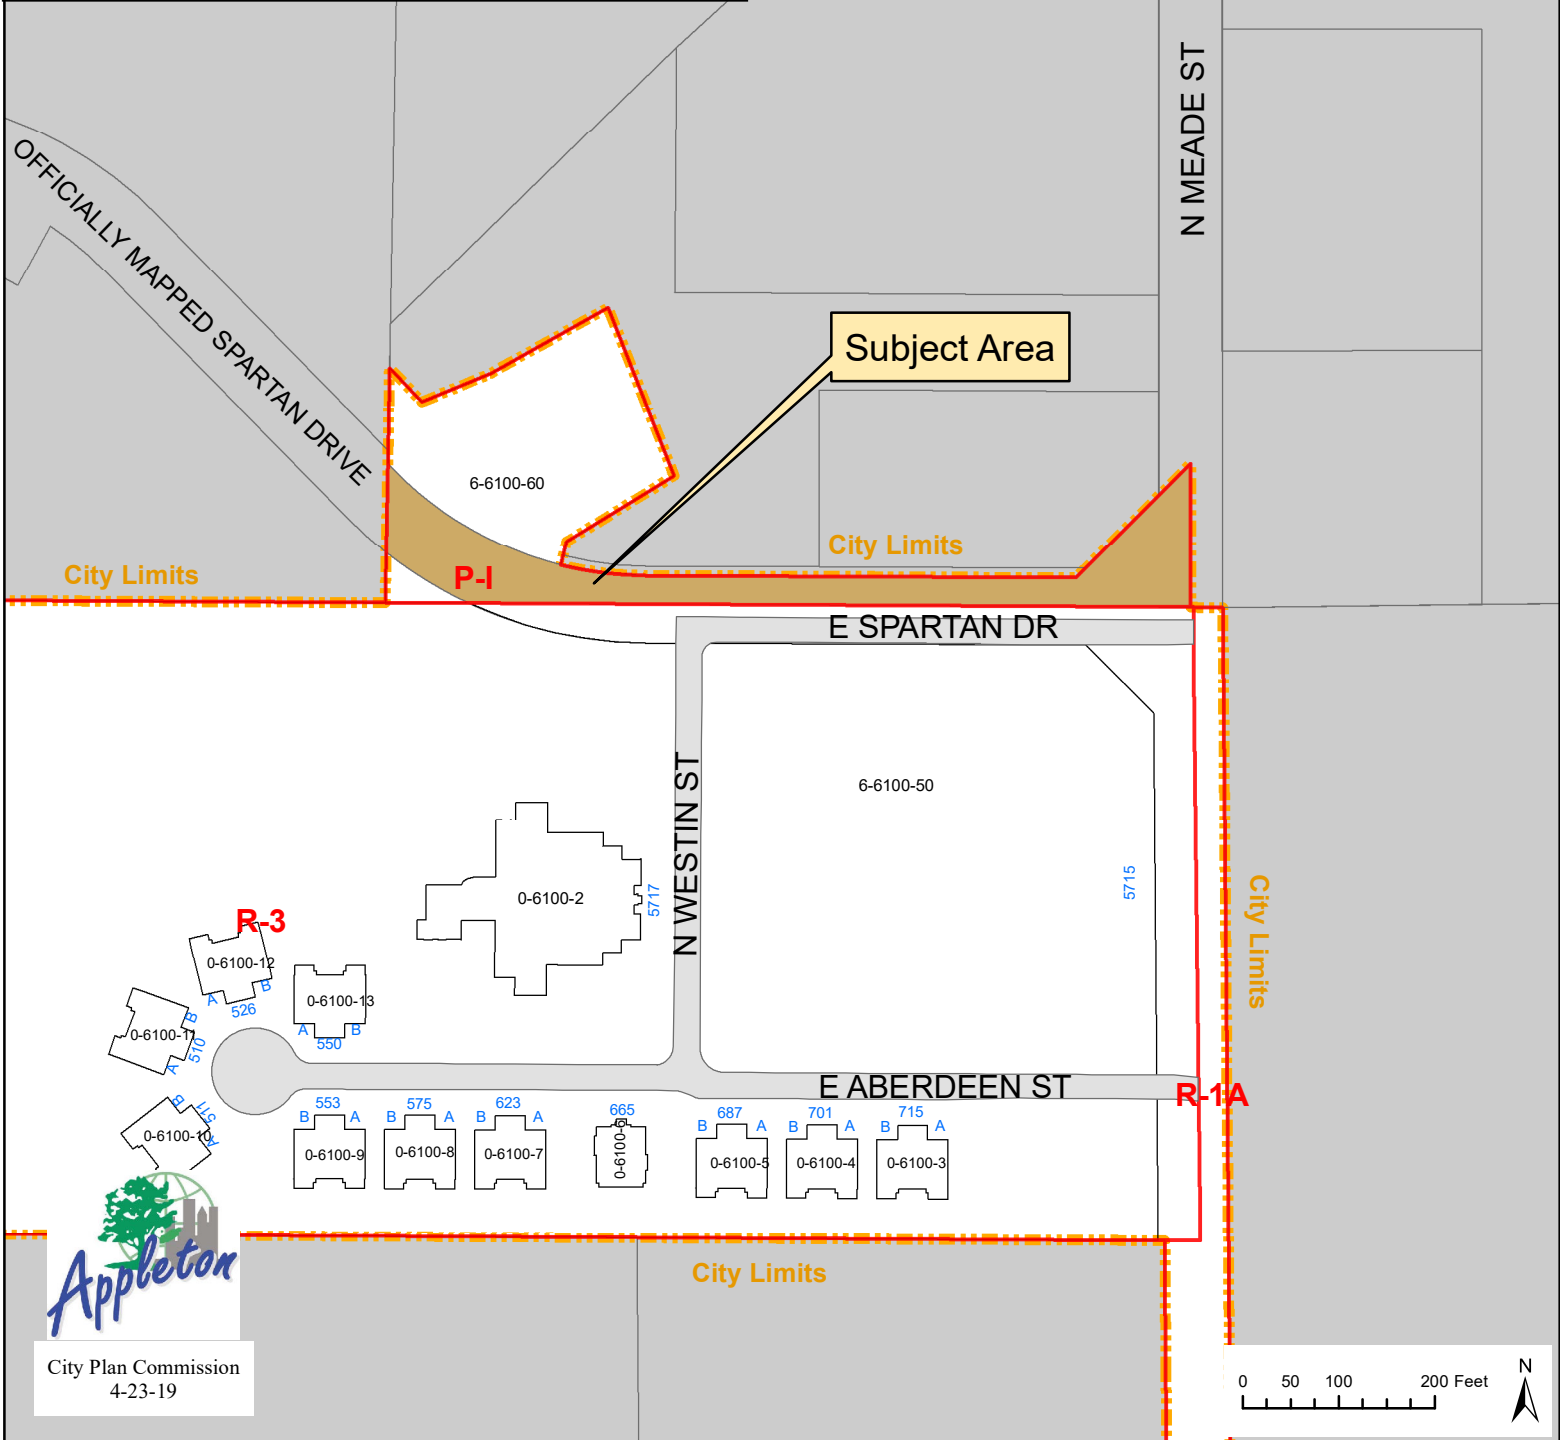 N MEADE ST
OFFICIALLY MAPPED SPARTAN DRIVE
Subject Area
6-6100-60
City Limits
City Limits
P-I
E SPARTAN DR
N WESTIN ST
6-6100-50
5715
City Limits
0-6100-2
5717
R-3
0-6100-12
A
B
526
0-6100-13
A
B
550
0-6100-11
B
A
510
E ABERDEEN ST
R-1A
B
511
A
0-6100-10
553
B
A
0-6100-9
575
B
A
0-6100-8
623
B
A
0-6100-7
665
0-6100-6
687
B
A
0-6100-5
701
B
A
0-6100-4
715
B
A
0-6100-3
City Limits
Appleton
City Plan Commission
4-23-19
0 50 100 200 Feet
N